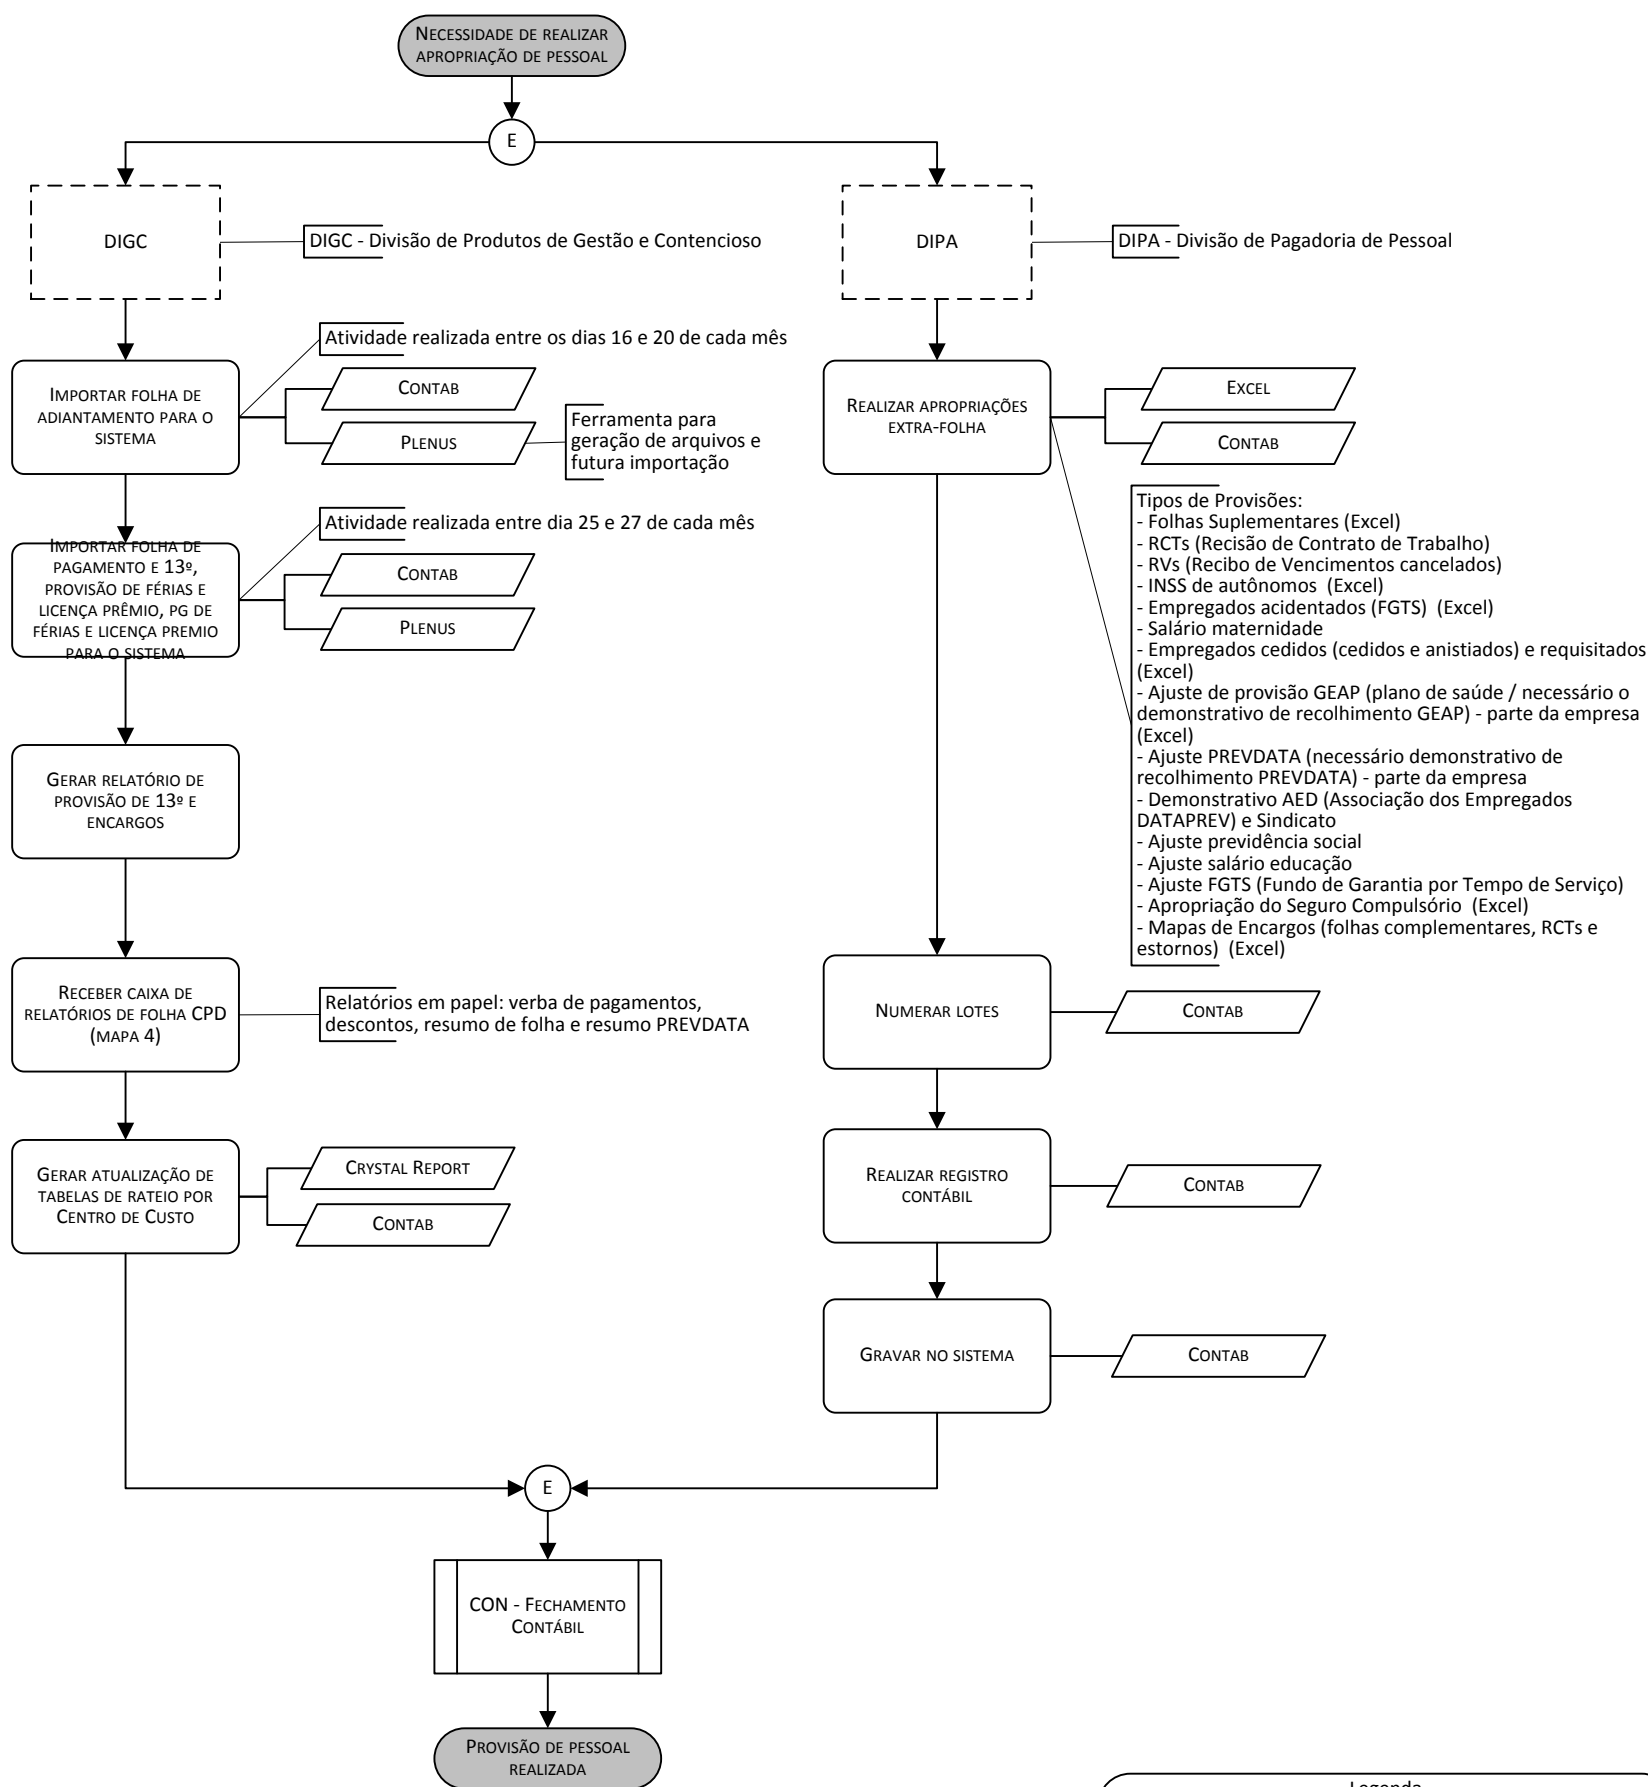 NECESSIDADE DE REALIZAR
APROPRIAÇÃO DE PESSOAL
E
DIGC
DIGC - Divisão de Produtos de Gestão e Contencioso
DIPA
DIPA - Divisão de Pagadoria de Pessoal
Atividade realizada entre os dias 16 e 20 de cada mês
IMPORTAR FOLHA DE
ADIANTAMENTO PARA O
SISTEMA
CONTAB
PLENUS
Ferramenta para
geração de arquivos e
futura importação
Atividade realizada entre dia 25 e 27 de cada mês
IMPORTAR FOLHA DE
PAGAMENTO E 13º,
PROVISÃO DE FÉRIAS E
LICENÇA PRÊMIO, PG DE
FÉRIAS E LICENÇA PREMIO
PARA O SISTEMA
CONTAB
PLENUS
GERAR RELATÓRIO DE
PROVISÃO DE 13º E
ENCARGOS
RECEBER CAIXA DE
RELATÓRIOS DE FOLHA CPD
(MAPA 4)
Relatórios em papel: verba de pagamentos,
descontos, resumo de folha e resumo PREVDATA
GERAR ATUALIZAÇÃO DE
TABELAS DE RATEIO POR
CENTRO DE CUSTO
CRYSTAL REPORT
CONTAB
REALIZAR APROPRIAÇÕES
EXTRA-FOLHA
EXCEL
CONTAB
Tipos de Provisões:
- Folhas Suplementares (Excel)
- RCTs (Recisão de Contrato de Trabalho)
- RVs (Recibo de Vencimentos cancelados)
- INSS de autônomos (Excel)
- Empregados acidentados (FGTS) (Excel)
- Salário maternidade
- Empregados cedidos (cedidos e anistiados) e requisitados
(Excel)
- Ajuste de provisão GEAP (plano de saúde / necessário o
demonstrativo de recolhimento GEAP) - parte da empresa
(Excel)
- Ajuste PREVDATA (necessário demonstrativo de
recolhimento PREVDATA) - parte da empresa
- Demonstrativo AED (Associação dos Empregados
DATAPREV) e Sindicato
- Ajuste previdência social
- Ajuste salário educação
- Ajuste FGTS (Fundo de Garantia por Tempo de Serviço)
- Apropriação do Seguro Compulsório (Excel)
- Mapas de Encargos (folhas complementares, RCTs e
estornos) (Excel)
NUMERAR LOTES
CONTAB
REALIZAR REGISTRO
CONTÁBIL
CONTAB
GRAVAR NO SISTEMA
CONTAB
E
CON - FECHAMENTO
CONTÁBIL
PROVISÃO DE PESSOAL
REALIZADA
Legenda